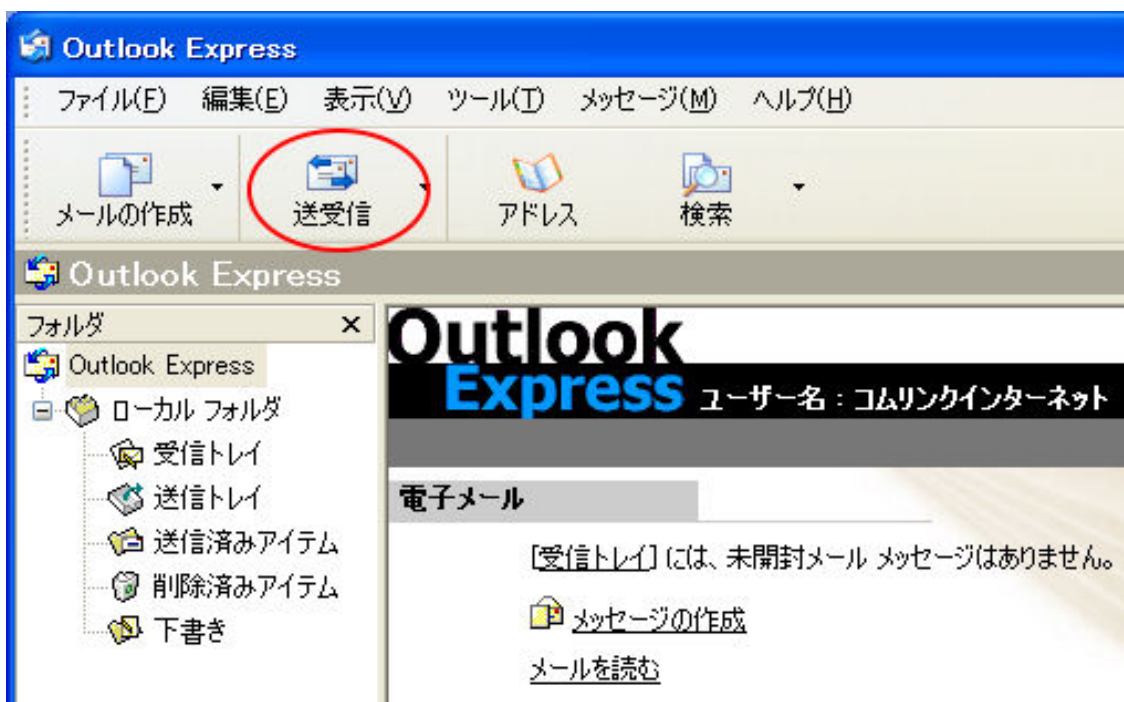 Outlook Express
ファイル(F) 編集(E) 表示(V) ツール(T) メッセージ(M) ヘルプ(H)
メールの作成 送受信 アドレス 検索
Outlook Express
フォルダ ×
Outlook Express
ローカル フォルダ
受信トレイ
送信トレイ
送信済みアイテム
削除済みアイテム
下書き
Outlook
Express ユーザー名：コムリンクインターネット
電子メール
[受信トレイ] には、未開封メール メッセージはありません。
メッセージの作成
メールを読む